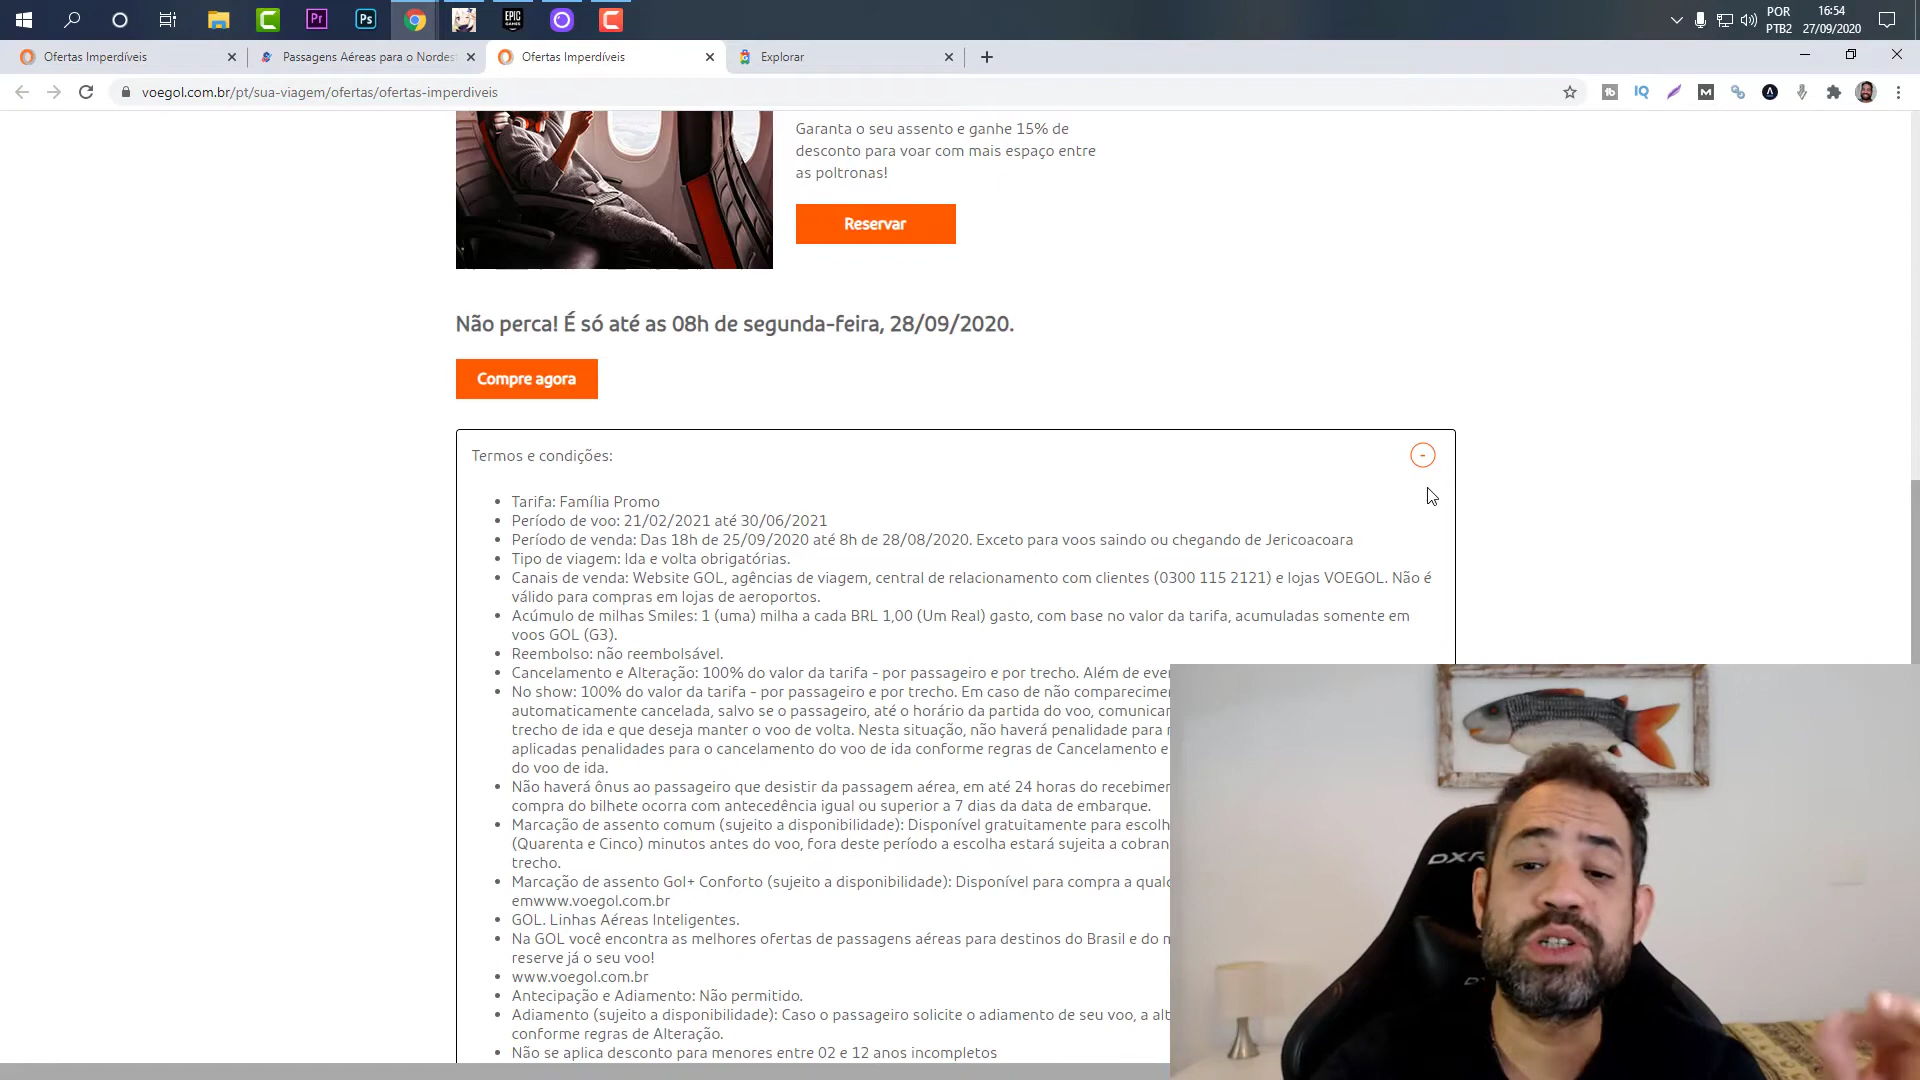 POR
16:54
PTB2
27/09/2020
Pr
Ps
EPIC
GAMES
Ofertas Imperdíveis
Passagens Aéreas para o Nordest
Ofertas Imperdíveis
Explorar
voegol.com.br/pt/sua-viagem/ofertas/ofertas-imperdiveis
Garanta o seu assento e ganhe 15% de
desconto para voar com mais espaço entre
as poltronas!
Reservar
Não perca! É só até as 08h de segunda-feira, 28/09/2020.
Compre agora
Termos e condições:
Tarifa: Família Promo
Período de voo: 21/02/2021 até 30/06/2021
Período de venda: Das 18h de 25/09/2020 até 8h de 28/08/2020. Exceto para voos saindo ou chegando de Jericoacoara
Tipo de viagem: Ida e volta obrigatórias.
Canais de venda: Website GOL, agências de viagem, central de relacionamento com clientes (0300 115 2121) e lojas VOEGOL. Não é
válido para compras em lojas de aeroportos.
Acúmulo de milhas Smiles: 1 (uma) milha a cada BRL 1,00 (Um Real) gasto, com base no valor da tarifa, acumuladas somente em
voos GOL (G3).
Reembolso: não reembolsável.
Cancelamento e Alteração: 100% do valor da tarifa - por passageiro e por trecho. Além de
No show: 100% do valor da tarifa - por passageiro e por trecho. Em caso de não
automaticamente cancelada, salvo se o passageiro, até o horário da partida do voo,
trecho de ida e que deseja manter o voo de volta. Nesta situação, não haverá penalidade para
aplicadas penalidades para o cancelamento do voo de ida conforme regras de Cancelamento e
do voo de ida.
Não haverá ônus ao passageiro que desistir da passagem aérea, em até 24 horas do
compra do bilhete ocorra com antecedência igual ou superior a 7 dias da data de embarque.
Marcação de assento comum (sujeito a disponibilidade): Disponível gratuitamente para
(Quarenta e Cinco) minutos antes do voo, fora deste período a escolha estará sujeita a
trecho.
Marcação de assento Gol+ Conforto (sujeito a disponibilidade): Disponível para compra a
emwww.voegol.com.br
GOL. Linhas Aéreas Inteligentes.
Na GOL você encontra as melhores ofertas de passagens aéreas para destinos do Brasil e do
reserve já o seu voo!
www.voegol.com.br
Antecipação e Adiamento: Não permitido.
Adiamento (sujeito a disponibilidade): Caso o passageiro solicite o adiamento de seu voo, a
conforme regras de Alteração.
Não se aplica desconto para menores entre 02 e 12 anos incompletos